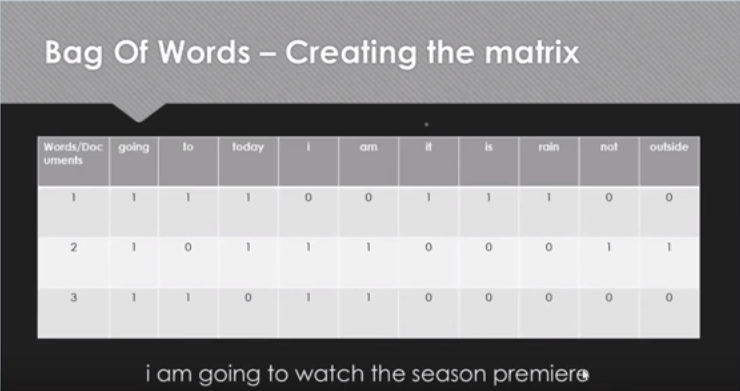 Bag Of Words – Creating the matrix
Words/Doc uments going to today i am it is rain not outside
1 1 1 1 0 0 1 1 1 0 0
2 1 0 1 1 1 0 0 0 1 1
3 1 1 0 1 1 0 0 0 0 0
i am going to watch the season premiere